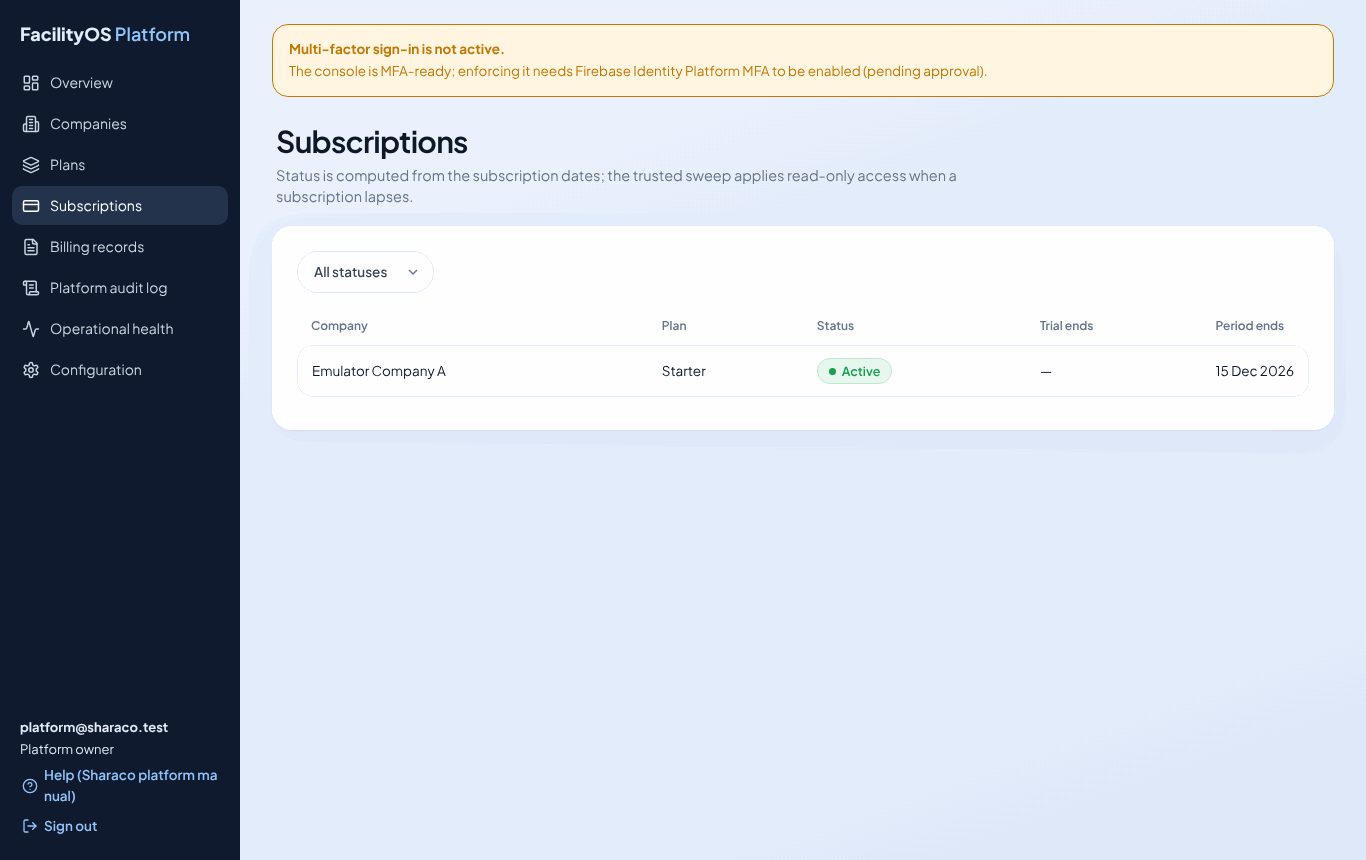 FacilityOS Platform
Overview
Companies
Plans
Subscriptions
Billing records
Platform audit log
Operational health
Configuration
platform@sharaco.test
Platform owner
Help (Sharaco platform ma
nual)
Sign out
Multi-factor sign-in is not active.
The console is MFA-ready; enforcing it needs Firebase Identity Platform MFA to be enabled (pending approval).
Subscriptions
Status is computed from the subscription dates; the trusted sweep applies read-only access when a
subscription lapses.
All statuses
Company Plan Status Trial ends Period ends
Emulator Company A Starter Active — 15 Dec 2026